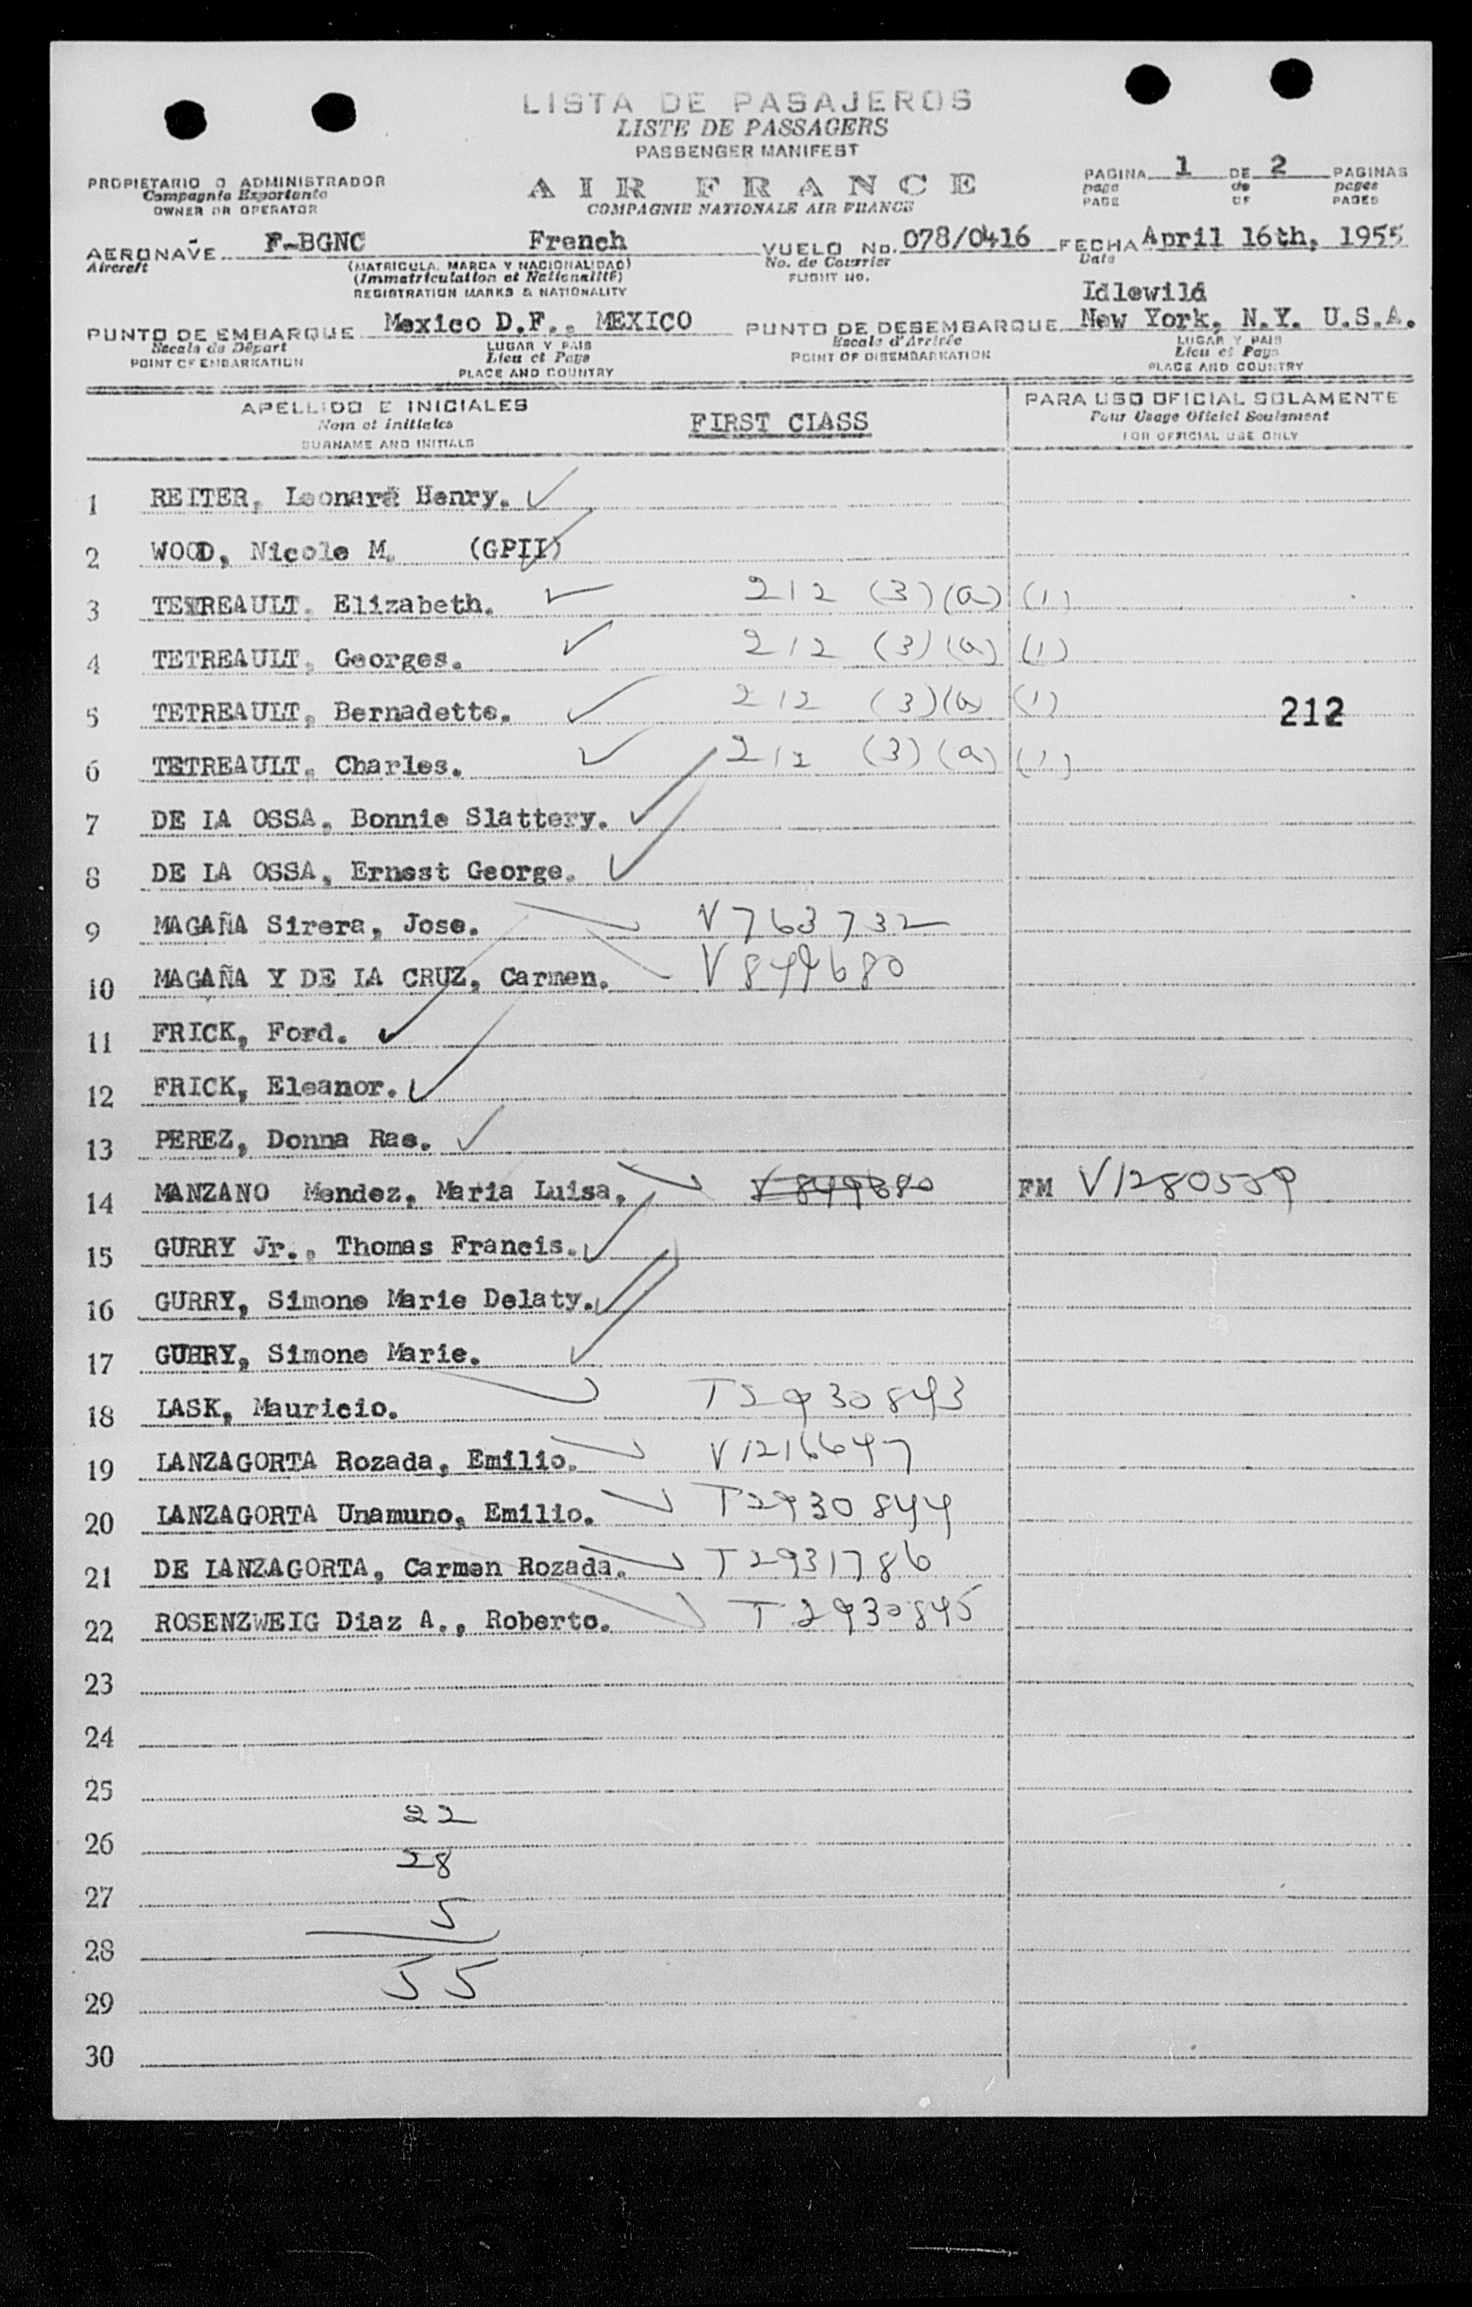 LISTA DE PASAJEROS
LISTE DE PASSAGERS
PASSENGER MANIFEST
PROPIETARIO O ADMINISTRADOR
Compagnie Exportante
OWNER OR OPERATOR
AIR FRANCE
COMPAGNIE NATIONALE AIR FRANCE
PAGINA 1 DE 2 PAGINAS
page de pages
PAGE OF PAGES
AERONAVE F-BGNC French VUELO No. 078/0416 FECHA April 16th, 1955
Aircraft (MATRICULA, MARCA Y NACIONALIDAD) No. de Courrier Date
(Immatriculation et Nationalité) FLIGHT NO.
REGISTRATION MARKS & NATIONALITY
Idlewild
PUNTO DE EMBARQUE Mexico D.F., MEXICO PUNTO DE DESEMBARQUE New York, N.Y. U.S.A.
Escale de Départ LUGAR Y PAIS Escale d'Arrivée LUGAR Y PAIS
POINT OF EMBARKATION Lieu et Pays POINT OF DISEMBARKATION Lieu et Pays
PLACE AND COUNTRY PLACE AND COUNTRY
APELLIDO E INICIALES FIRST CLASS PARA USO OFICIAL SOLAMENTE
Nom et initiales Pour Usage Officiel Seulement
SURNAME AND INITIALS FOR OFFICIAL USE ONLY
1 REITER, Leonard Henry.
2 WOOD, Nicole M. (GPII)
3 TETREAULT, Elizabeth. 212 (3)(a)(1)
4 TETREAULT, Georges. 212 (3)(a)(1)
5 TETREAULT, Bernadette. 212 (3)(a (1) 212
6 TETREAULT, Charles. 212 (3)(a)(1)
7 DE LA OSSA, Bonnie Slattery.
8 DE LA OSSA, Ernest George.
9 MAGAÑA Sirera, Jose. V763732
10 MAGAÑA Y DE LA CRUZ, Carmen. V849680
11 FRICK, Ford.
12 FRICK, Eleanor.
13 PEREZ, Donna Rae.
14 MANZANO Mendez, Maria Luisa, V849680 FM V1280559
15 GURRY Jr., Thomas Francis.
16 GURRY, Simone Marie Delaty.
17 GURRY, Simone Marie.
18 LASK, Mauricio. T2930843
19 LANZAGORTA Rozada, Emilio. V1216647
20 LANZAGORTA Unamuno, Emilio. T2930844
21 DE LANZAGORTA, Carmen Rozada. T2931786
22 ROSENZWEIG Diaz A., Roberto. T2930845
23
24
25
22
26
28
27
5
28
55
29
30